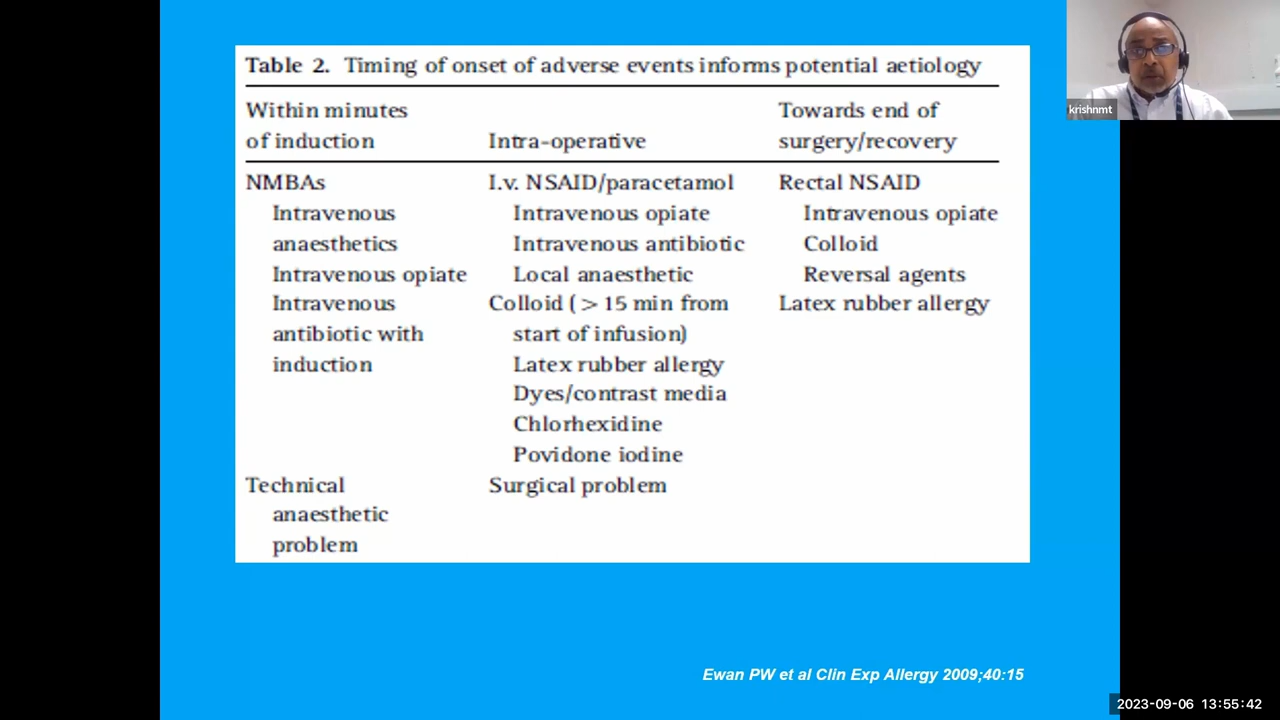 Table 2. Timing of onset of adverse events informs potential aetiology
Within minutes
of induction
Intra-operative
Towards end of
surgery/recovery
NMBAs
Intravenous
anaesthetics
Intravenous opiate
Intravenous
antibiotic with
induction
Technical
anaesthetic
problem
I.v. NSAID/paracetamol
Intravenous opiate
Intravenous antibiotic
Local anaesthetic
Colloid (>15 min from
start of infusion)
Latex rubber allergy
Dyes/contrast media
Chlorhexidine
Povidone iodine
Surgical problem
Rectal NSAID
Intravenous opiate
Colloid
Reversal agents
Latex rubber allergy
Ewan PW et al Clin Exp Allergy 2009;40:15
krishnmt
2023-09-06 13:55:42